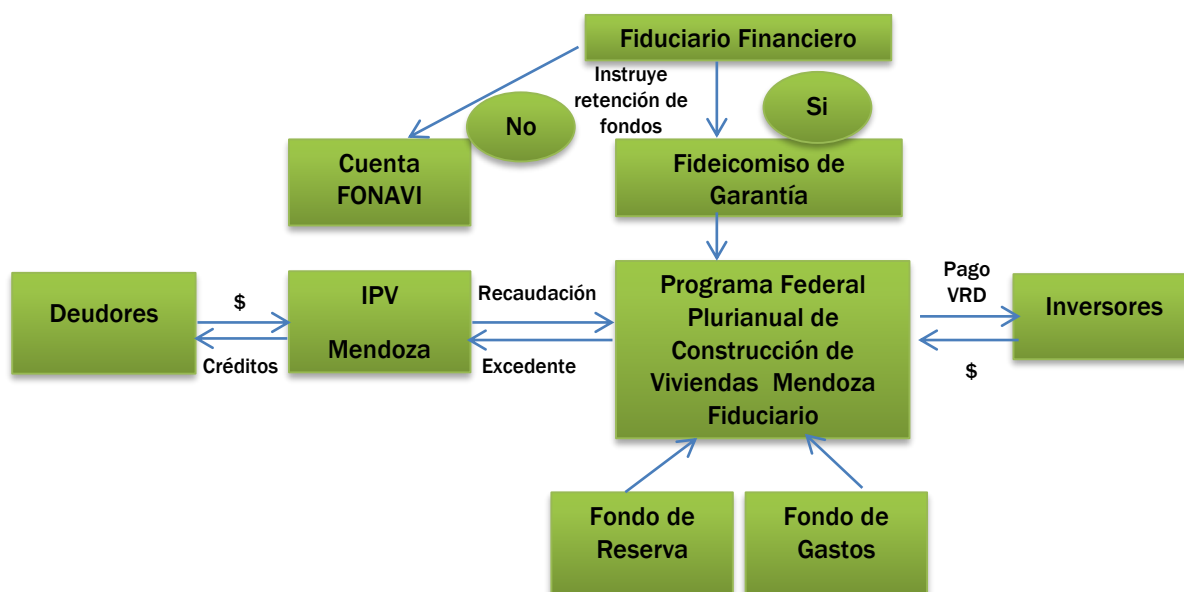 Fiduciario Financiero
Instruye
retención de
fondos
No
Si
Cuenta
FONAVI
Fideicomiso de
Garantía
Deudores
$
Créditos
IPV
Mendoza
Recaudación
Excedente
Programa Federal
Plurianual de
Construcción de
Viviendas Mendoza
Fiduciario
Pago
VRD
$
Inversores
Fondo de
Reserva
Fondo de
Gastos